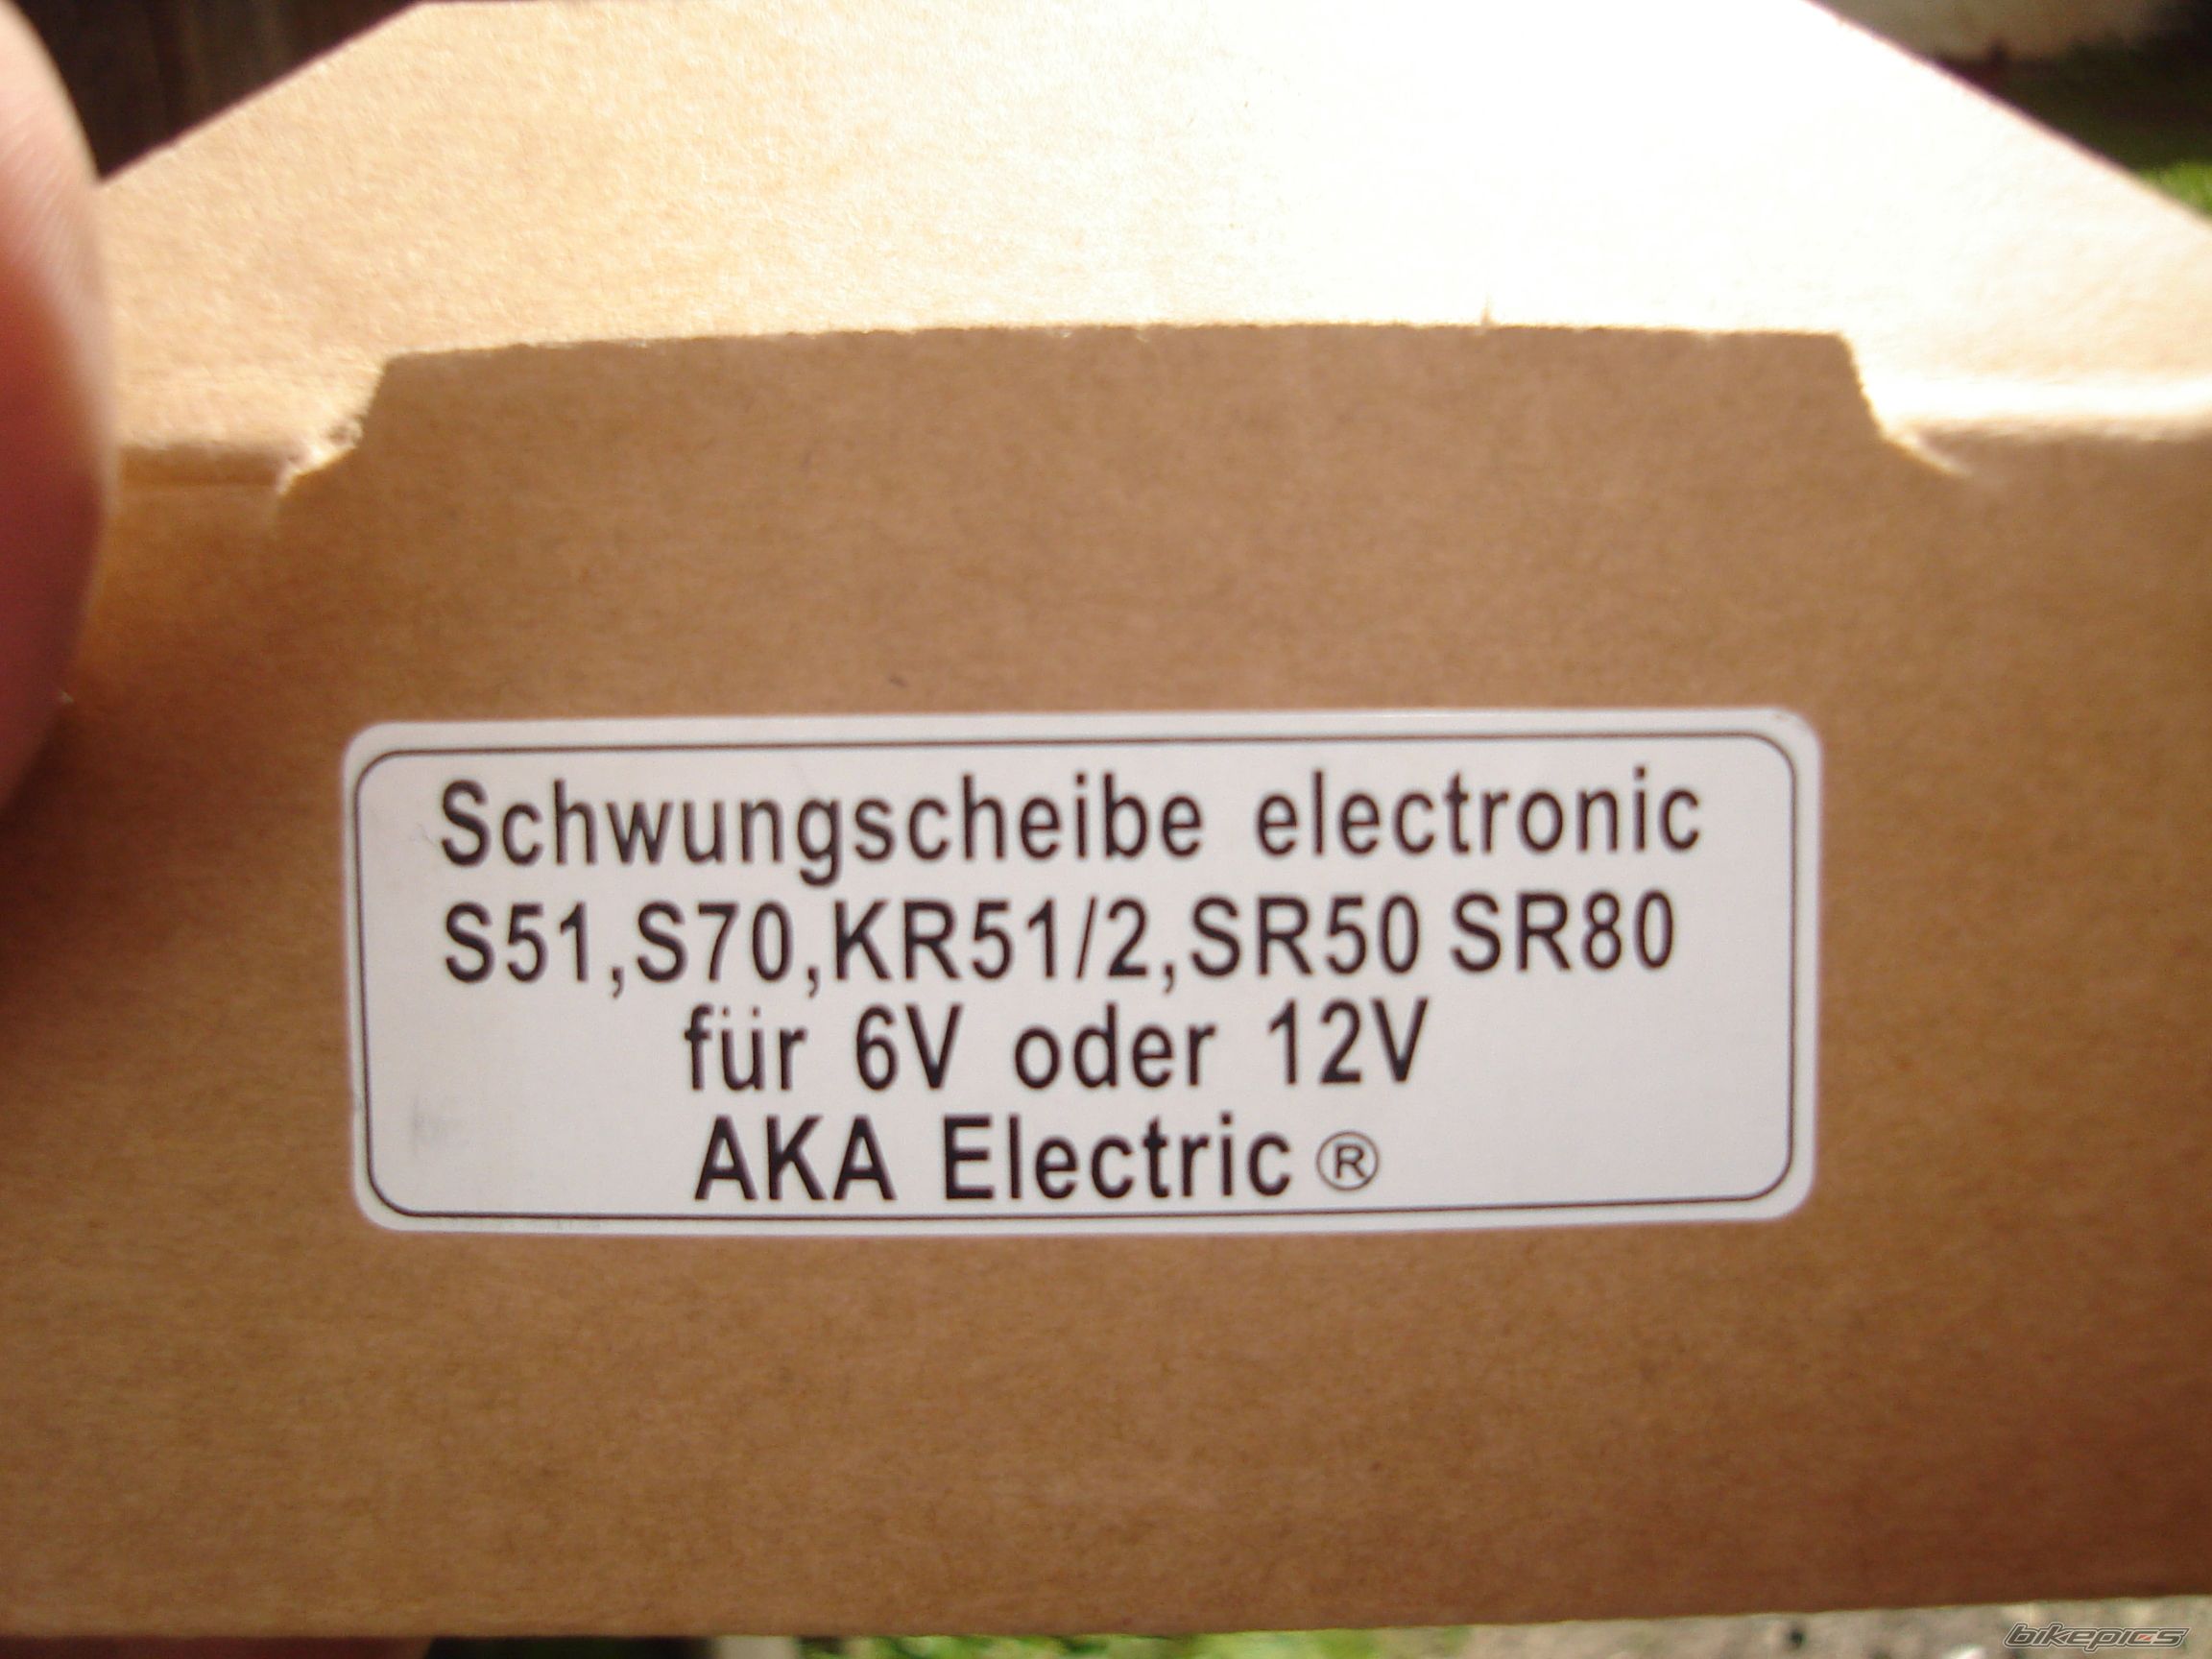 Schwungscheibe electronic
S51,S70,KR51/2,SR50 SR80
für 6V oder 12V
AKA Electric ®
bikepics